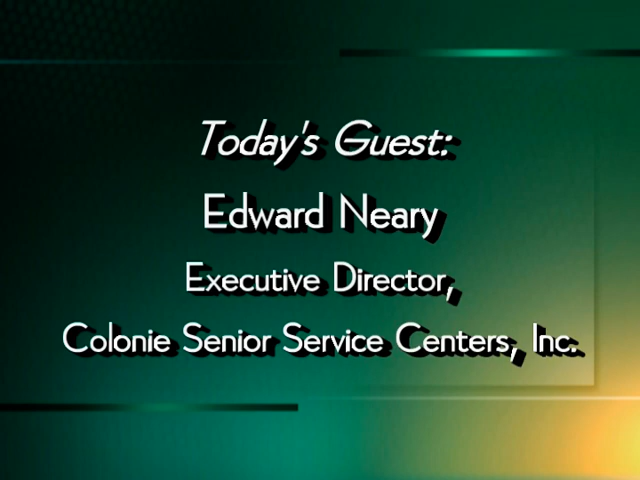 Today's Guest:
Edward Neary
Executive Director,
Colonie Senior Service Centers, Inc.